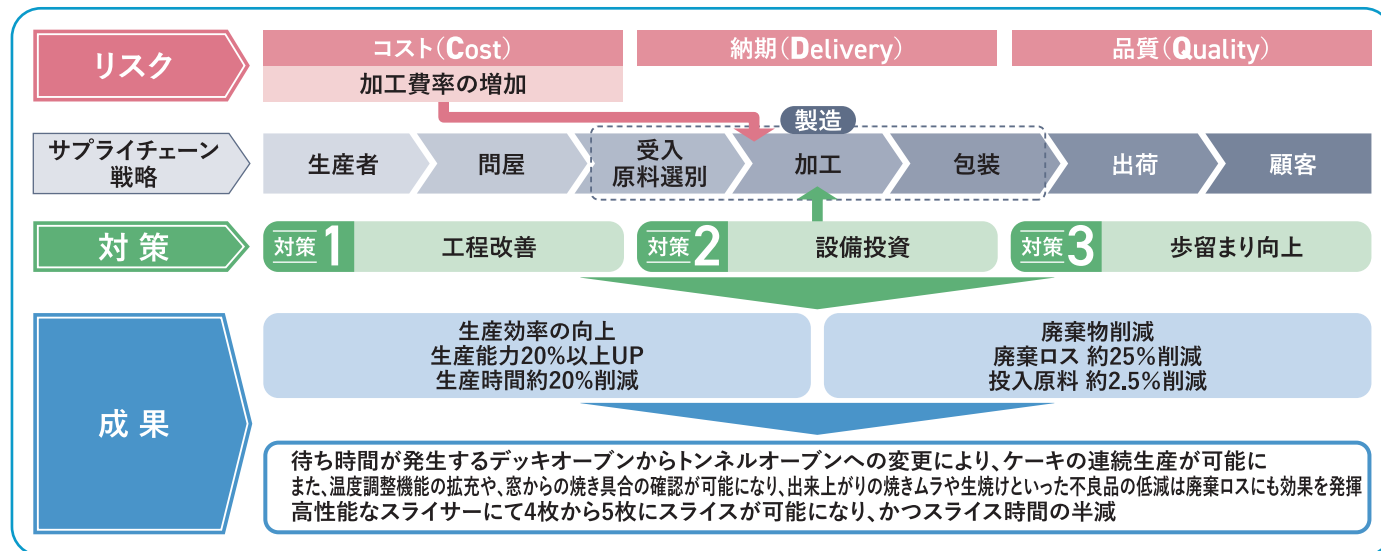 リスク
コスト（Cost）
納期（Delivery）
品質（Quality）
加工費率の増加
製造
サプライチェーン
戦略
生産者
問屋
受入
原料選別
加工
包装
出荷
顧客
対策
対策1
工程改善
対策2
設備投資
対策3
歩留まり向上
成果
生産効率の向上
生産能力20%以上UP
生産時間約20%削減
廃棄物削減
廃棄ロス 約25%削減
投入原料 約2.5%削減
待ち時間が発生するデッキオーブンからトンネルオーブンへの変更により、ケーキの連続生産が可能に
また、温度調整機能の拡充や、窓からの焼き具合の確認が可能になり、出来上がりの焼きムラや生焼けといった不良品の低減は廃棄ロスにも効果を発揮
高性能なスライサーにて4枚から5枚にスライスが可能になり、かつスライス時間の半減